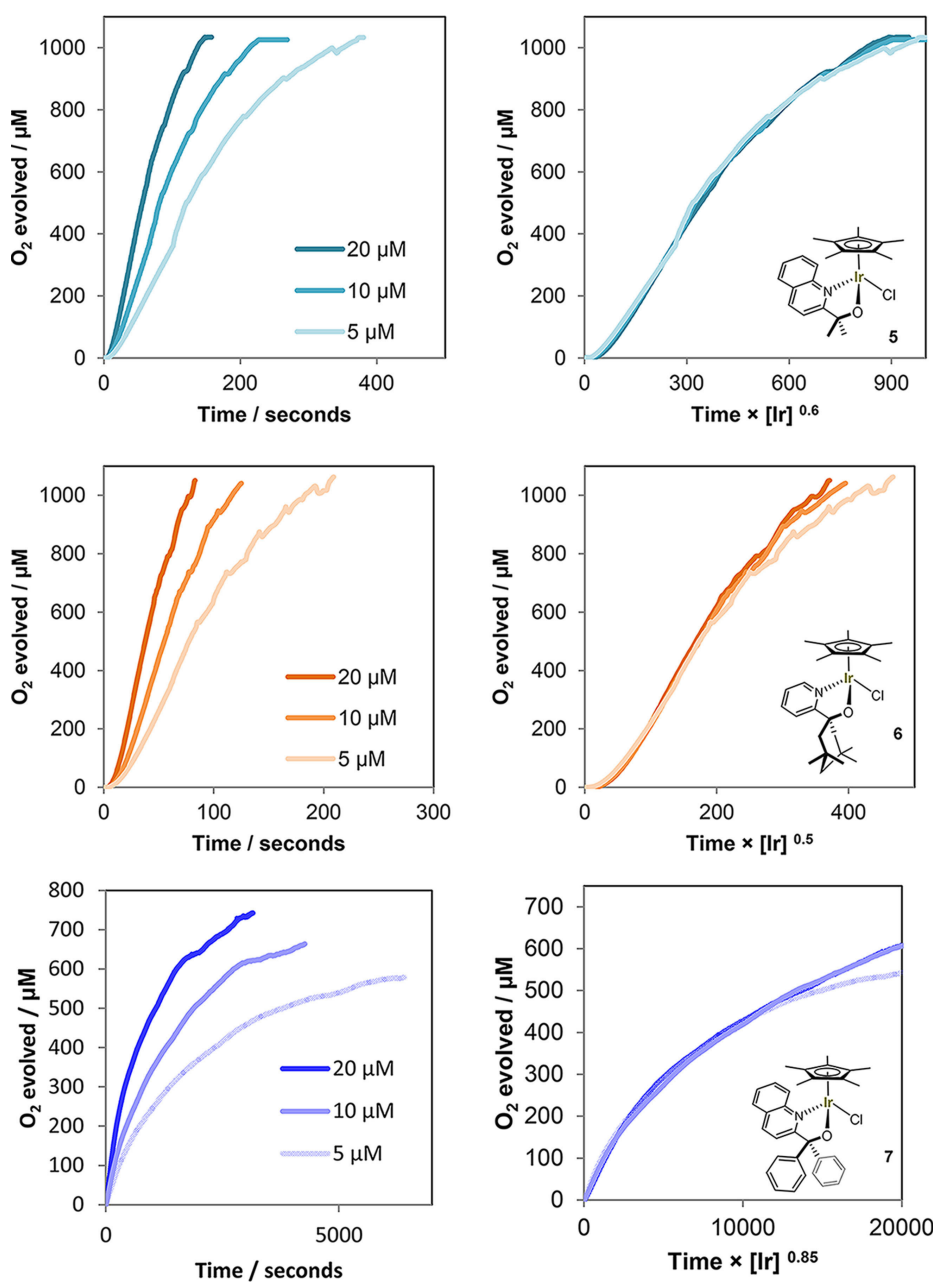 O2 evolved / µM
1000
800
600
400
200
0
20 µM
10 µM
5 µM
0 200 400
Time / seconds
O2 evolved / µM
1000
800
600
400
200
0
Ir
N
Cl
O
5
0 300 600 900
Time × [Ir] 0.6
O2 evolved / µM
1000
800
600
400
200
0
20 µM
10 µM
5 µM
0 100 200 300
Time / seconds
O2 evolved / µM
1000
800
600
400
200
0
Ir
N
Cl
O
6
0 200 400
Time × [Ir] 0.5
O2 evolved / µM
800
700
600
500
400
300
200
100
0
20 µM
10 µM
5 µM
0 5000
Time / seconds
O2 evolved / µM
700
600
500
400
300
200
100
0
Ir
N
Cl
O
7
0 10000 20000
Time × [Ir] 0.85